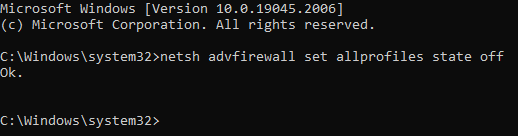 Microsoft Windows [Version 10.0.19045.2006]
(c) Microsoft Corporation. All rights reserved.
C:\Windows\system32>netsh advfirewall set allprofiles state off
Ok.
C:\Windows\system32>